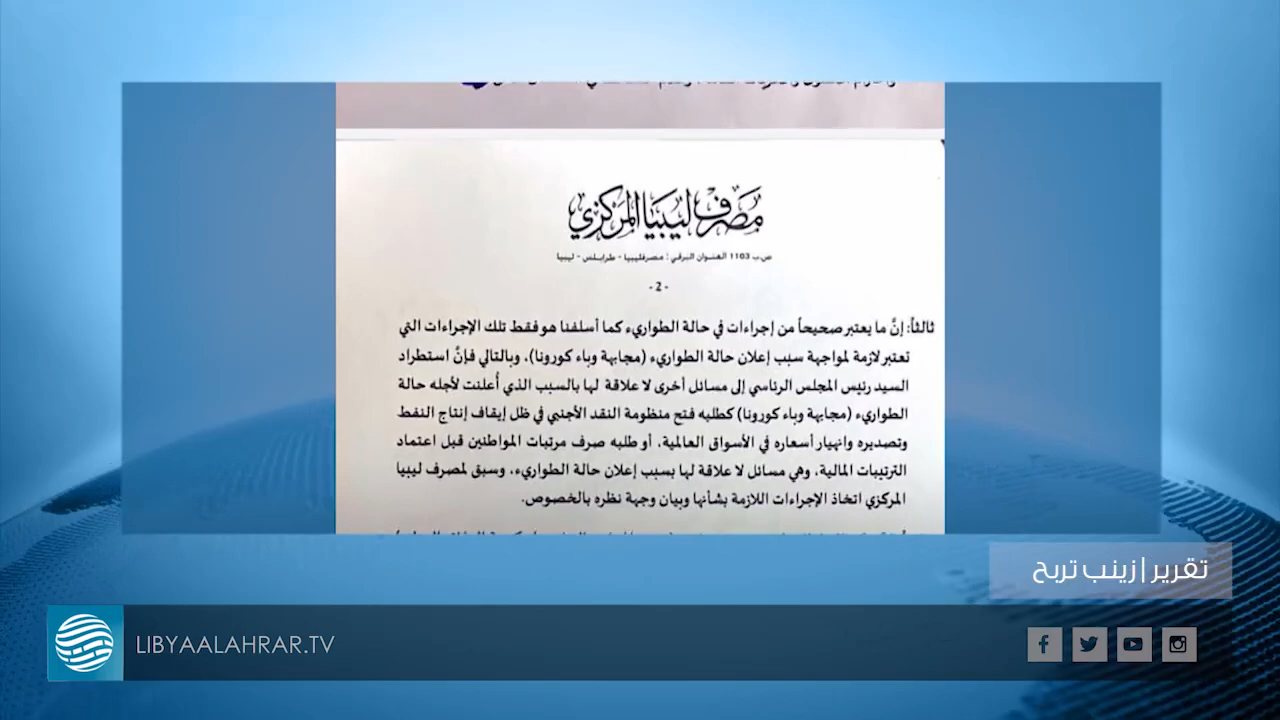 مصرف ليبيا المركزي
ص.ب 1103 العنوان البرقي : مصرفليبيا - طرابلس - ليبيا
- 2 -
ثالثاً: إنَّ ما يعتبر صحيحاً من إجراءات في حالة الطواريء كما أسلفنا هو فقط تلك الإجراءات التي
تعتبر لازمة لمواجهة سبب إعلان حالة الطواريء (مجابهة وباء كورونا)، وبالتالي فإنَّ استطراد
السيد رئيس المجلس الرئاسي إلى مسائل أخرى لا علاقة لها بالسبب الذي أُعلنت لأجله حالة
الطواريء (مجابهة وباء كورونا) كطلبه فتح منظومة النقد الأجنبي في ظل إيقاف إنتاج النفط
وتصديره وانهيار أسعاره في الأسواق العالمية، أو طلبه صرف مرتبات المواطنين قبل اعتماد
الترتيبات المالية، وهي مسائل لا علاقة لها بسبب إعلان حالة الطواريء، وسبق لمصرف ليبيا
المركزي اتخاذ الإجراءات اللازمة بشأنها وبيان وجهة نظره بالخصوص.
تقرير | زينب تربح
LIBYAALAHRAR.TV